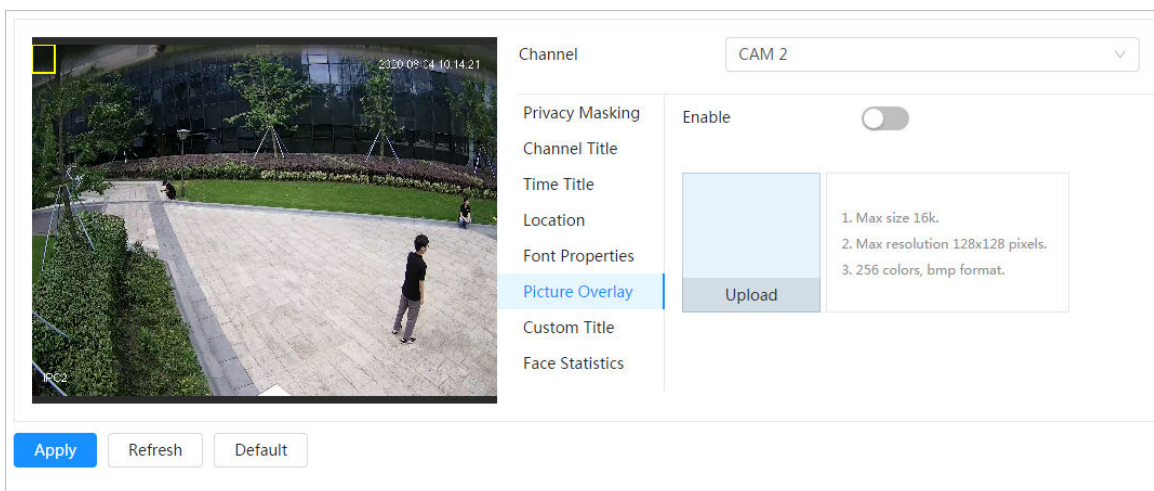 2020-09-04 10:14:21
IPC2
Channel
CAM 2
Privacy Masking
Channel Title
Time Title
Location
Font Properties
Picture Overlay
Custom Title
Face Statistics
Enable
1. Max size 16k.
2. Max resolution 128x128 pixels.
3. 256 colors, bmp format.
Upload
Apply
Refresh
Default